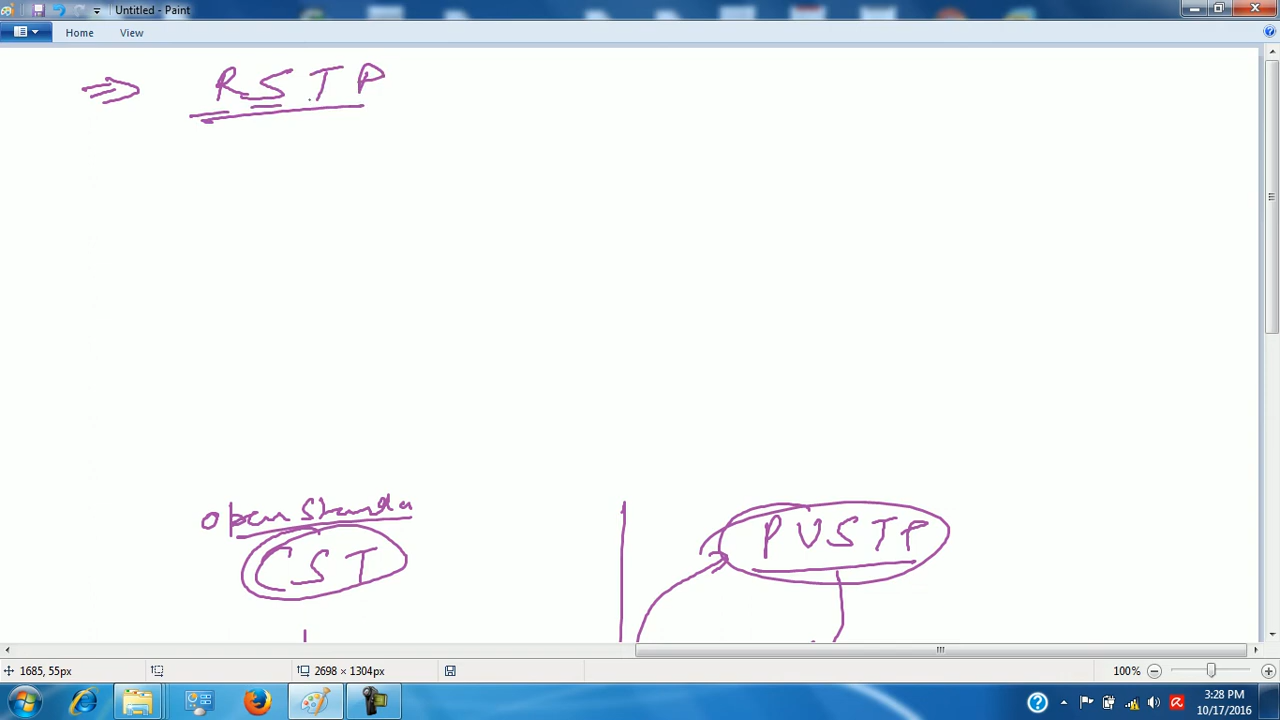 Untitled - Paint
Home View
⇒ RSTP
open Standa
CST
PVSTP
1685, 55px 2698 × 1304px 100%
3:28 PM
10/17/2016